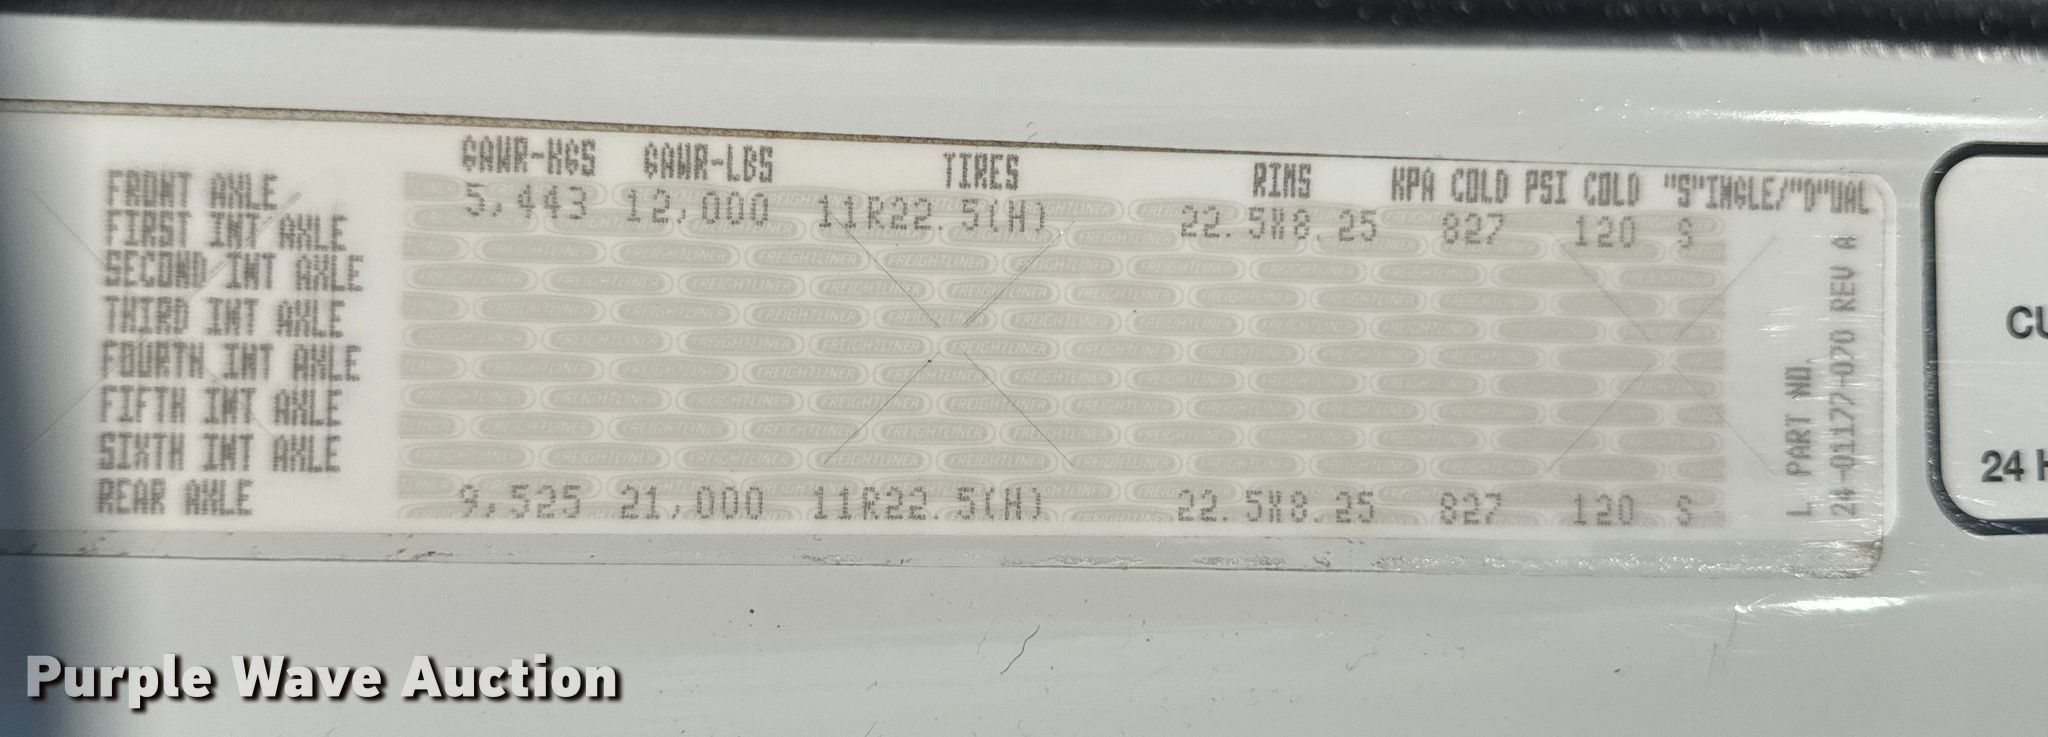 GAWR-KGS GAWR-LBS TIRES RIMS KPA COLD PSI COLD "S"INGLE/"D"UAL
FRONT AXLE 5,443 12,000 11R22.5(H) 22.5X8.25 827 120 S
FIRST INT AXLE
SECOND INT AXLE
THIRD INT AXLE
FOURTH INT AXLE
FIFTH INT AXLE
SIXTH INT AXLE
REAR AXLE 9,525 21,000 11R22.5(H) 22.5X8.25 827 120 S
L PART NO.
24-01177-070 REV A
CU
24 H
Purple Wave Auction